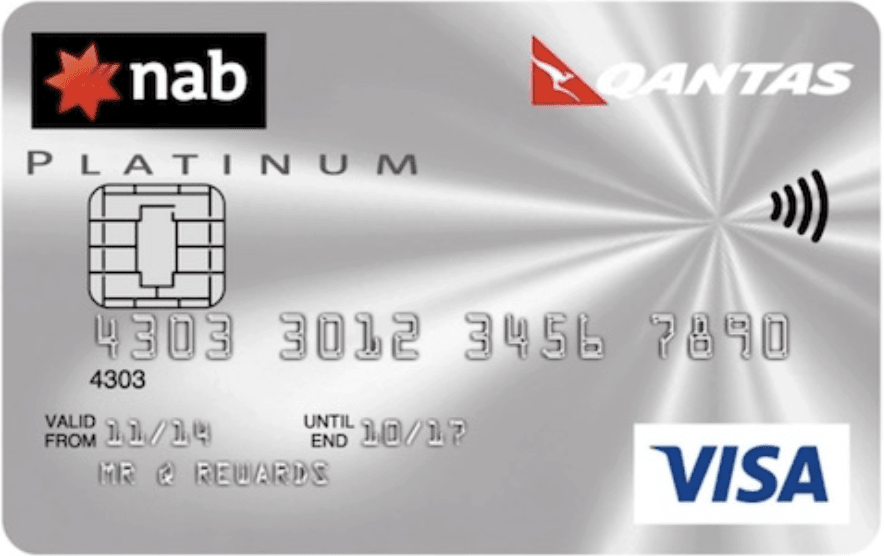 nab
QANTAS
PLATINUM
4303 3012 3456 7890
4303
VALID FROM 11/14 UNTIL END 10/17
MR Q REWARDS
VISA